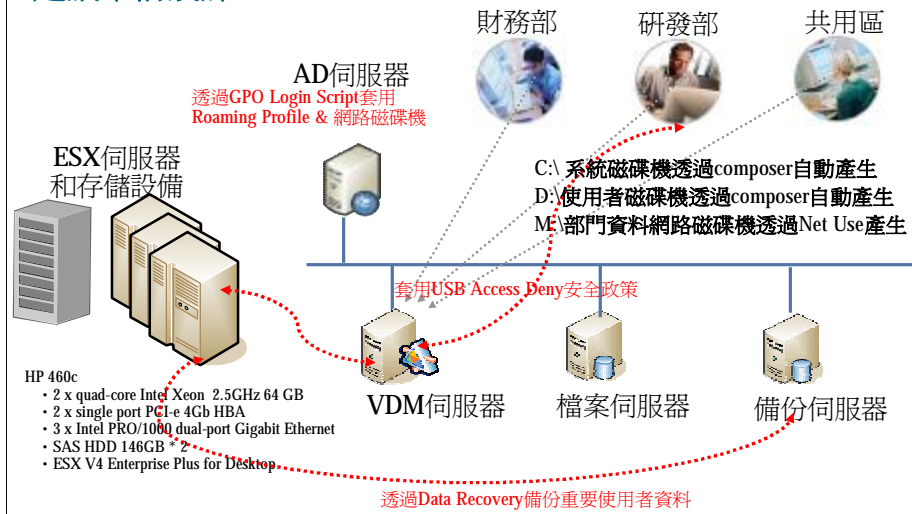 財務部
研發部
共用區
AD伺服器
透過GPO Login Script套用
Roaming Profile & 網路磁碟機
ESX伺服器
和存儲設備
C:\ 系統磁碟機透過composer自動產生
D:\使用者磁碟機透過composer自動產生
M:\部門資料網路磁碟機透過Net Use產生
套用USB Access Deny安全政策
VDM伺服器
檔案伺服器
備份伺服器
HP 460c
• 2 x quad-core Intel Xeon 2.5GHz 64 GB
• 2 x single port PCI-e 4Gb HBA
• 3 x Intel PRO/1000 dual-port Gigabit Ethernet
• SAS HDD 146GB * 2
• ESX V4 Enterprise Plus for Desktop
透過Data Recovery備份重要使用者資料